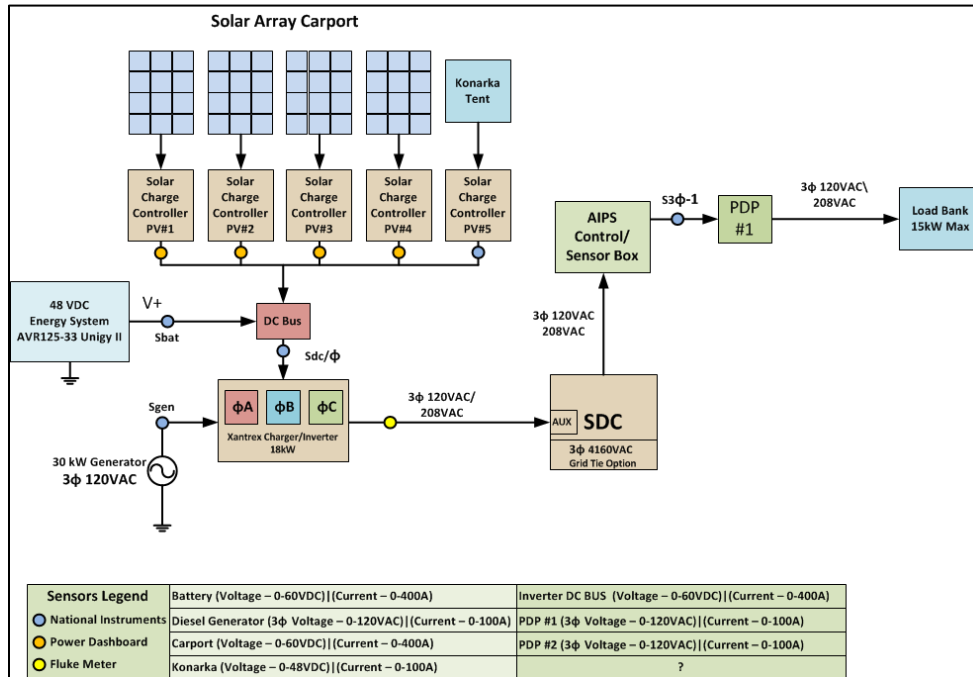 Solar Array Carport
Konarka
Tent
Solar
Charge
Controller
PV#1
Solar
Charge
Controller
PV#2
Solar
Charge
Controller
PV#3
Solar
Charge
Controller
PV#4
Solar
Charge
Controller
PV#5
48 VDC
Energy System
AVR125-33 Unigy II
V+
Sbat
DC Bus
Sdc/ϕ
Sgen
30 kW Generator
3ϕ 120VAC
ϕA
ϕB
ϕC
Xantrex Charger/Inverter
18kW
3ϕ 120VAC/
208VAC
AUX
SDC
3ϕ 4160VAC
Grid Tie Option
3ϕ 120VAC
208VAC
AIPS
Control/
Sensor Box
S3ϕ-1
PDP
#1
3ϕ 120VAC\
208VAC
Load Bank
15kW Max
Sensors Legend
National Instruments
Power Dashboard
Fluke Meter
Battery (Voltage – 0-60VDC)|(Current – 0-400A)
Diesel Generator (3ϕ Voltage – 0-120VAC)|(Current – 0-100A)
Carport (Voltage – 0-60VDC)|(Current – 0-400A)
Konarka (Voltage – 0-48VDC)|(Current – 0-100A)
Inverter DC BUS (Voltage – 0-60VDC)|(Current – 0-400A)
PDP #1 (3ϕ Voltage – 0-120VAC)|(Current – 0-100A)
PDP #2 (3ϕ Voltage – 0-120VAC)|(Current – 0-100A)
?